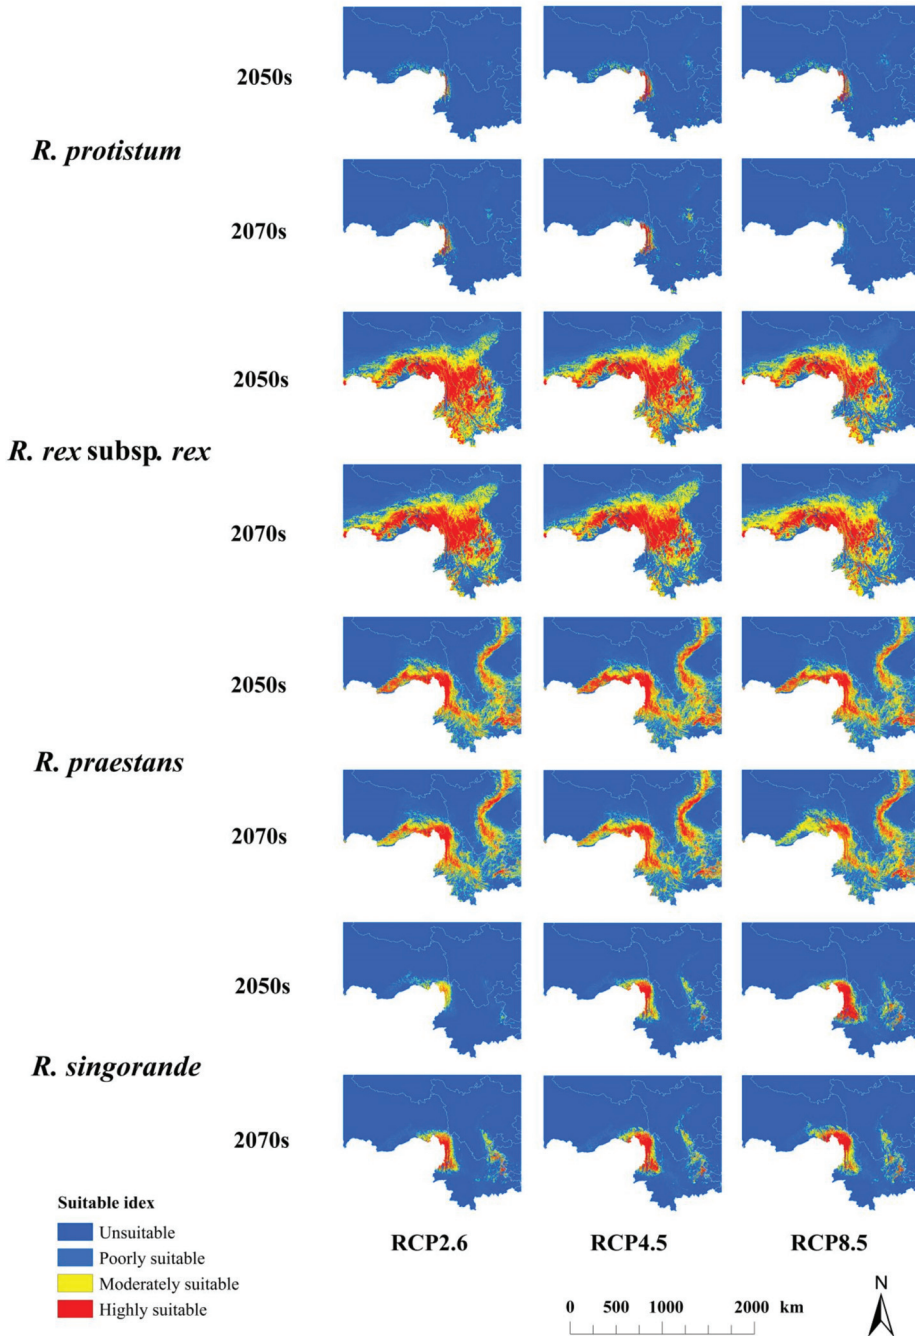 2050s
R. protistum
2070s
2050s
R. rex subsp. rex
2070s
2050s
R. praestans
2070s
2050s
R. singorande
2070s
Suitable idex
Unsuitable
Poorly suitable
Moderately suitable
Highly suitable
RCP2.6 RCP4.5 RCP8.5
N
0 500 1000 2000 km